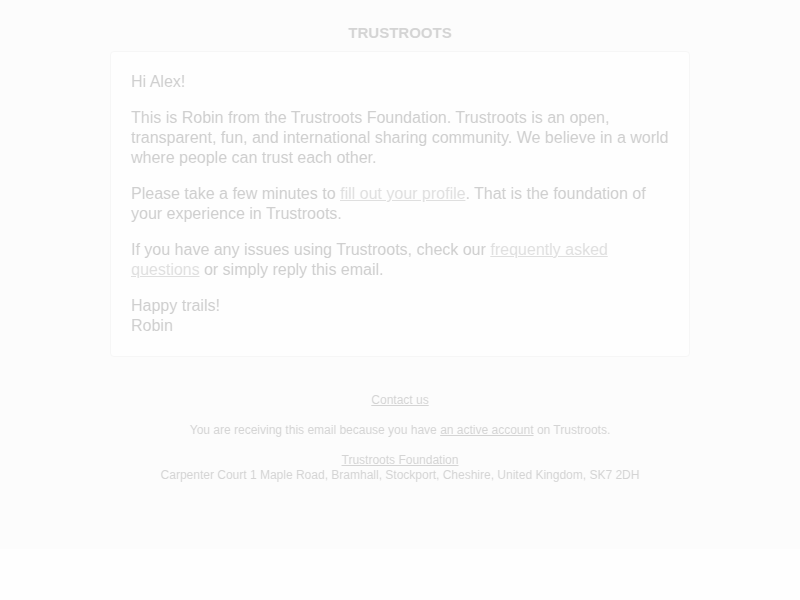 TRUSTROOTS
Hi Alex!
This is Robin from the Trustroots Foundation. Trustroots is an open,
transparent, fun, and international sharing community. We believe in a world
where people can trust each other.
Please take a few minutes to fill out your profile. That is the foundation of
your experience in Trustroots.
If you have any issues using Trustroots, check our frequently asked
questions or simply reply this email.
Happy trails!
Robin
Contact us
You are receiving this email because you have an active account on Trustroots.
Trustroots Foundation
Carpenter Court 1 Maple Road, Bramhall, Stockport, Cheshire, United Kingdom, SK7 2DH